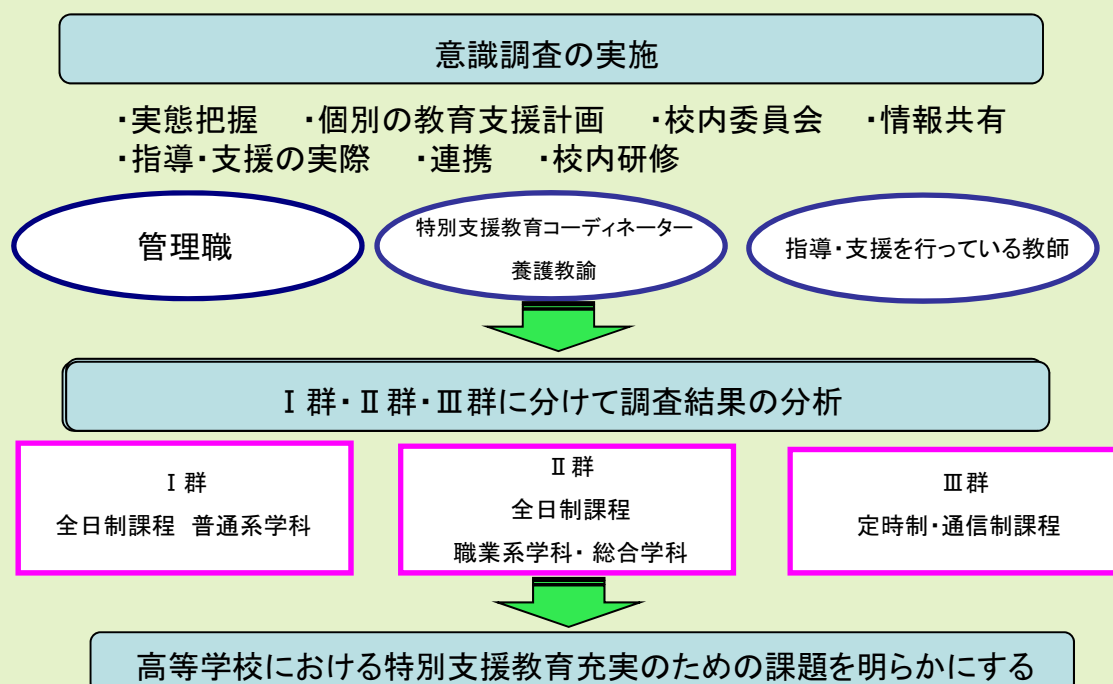 意識調査の実施
・実態把握　・個別の教育支援計画　・校内委員会　・情報共有
・指導・支援の実際　・連携　・校内研修
管理職
特別支援教育コーディネーター
養護教諭
指導・支援を行っている教師
Ⅰ群・Ⅱ群・Ⅲ群に分けて調査結果の分析
Ⅰ群
全日制課程　普通系学科
Ⅱ群
全日制課程
職業系学科・総合学科
Ⅲ群
定時制・通信制課程
高等学校における特別支援教育充実のための課題を明らかにする